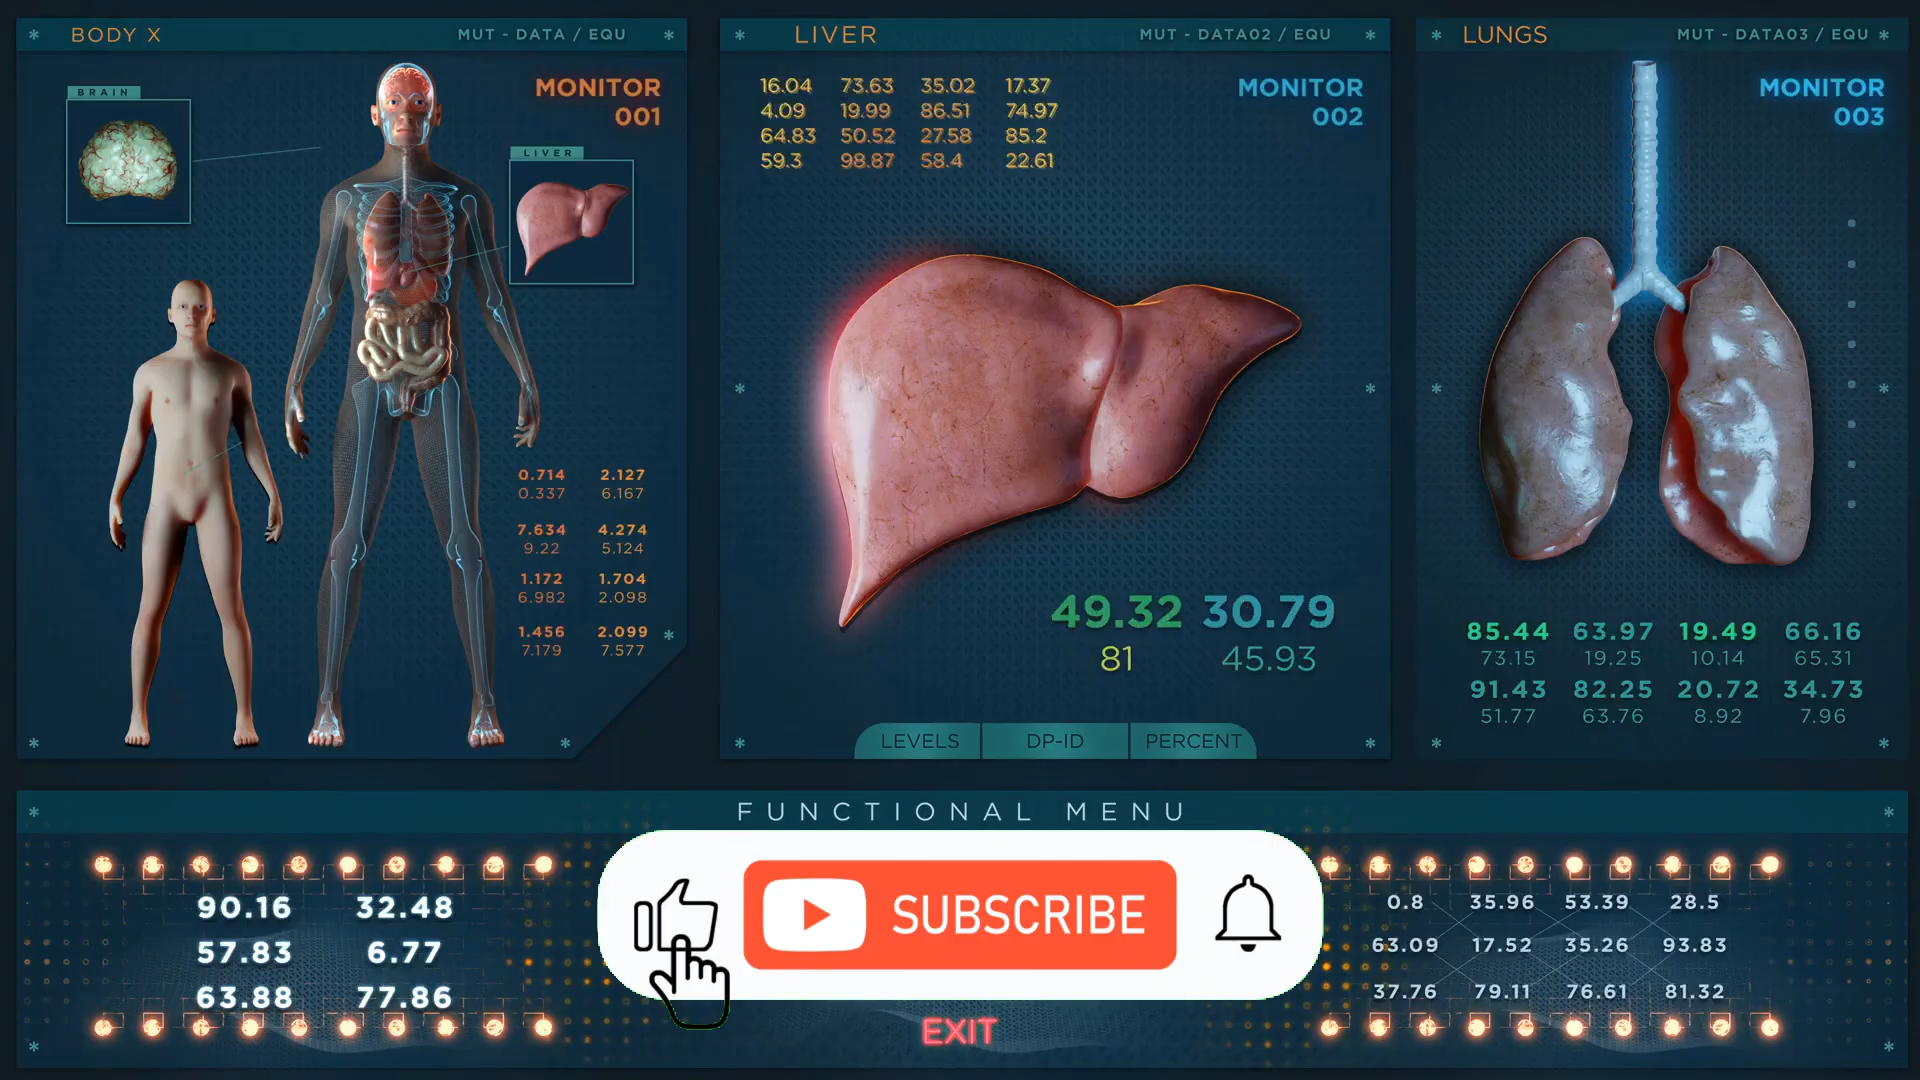 BODY X
MUT - DATA / EQU
BRAIN
MONITOR
001
LIVER
0.714 2.127
0.337 6.167
7.634 4.274
9.22 5.124
1.172 1.704
6.982 2.098
1.456 2.099
7.179 7.577
LIVER
MUT - DATA02 / EQU
16.04 73.63 35.02 17.37
4.09 19.99 86.51 74.97
64.83 50.52 27.58 85.2
59.3 98.87 58.4 22.61
MONITOR
002
49.32 30.79
81 45.93
LEVELS DP-ID PERCENT
LUNGS
MUT - DATA03 / EQU
MONITOR
003
85.44 63.97 19.49 66.16
73.15 19.25 10.14 65.31
91.43 82.25 20.72 34.73
51.77 63.76 8.92 7.96
FUNCTIONAL MENU
90.16 32.48
57.83 6.77
63.88 77.86
SUBSCRIBE
EXIT
0.8 35.96 53.39 28.5
63.09 17.52 35.26 93.83
37.76 79.11 76.61 81.32